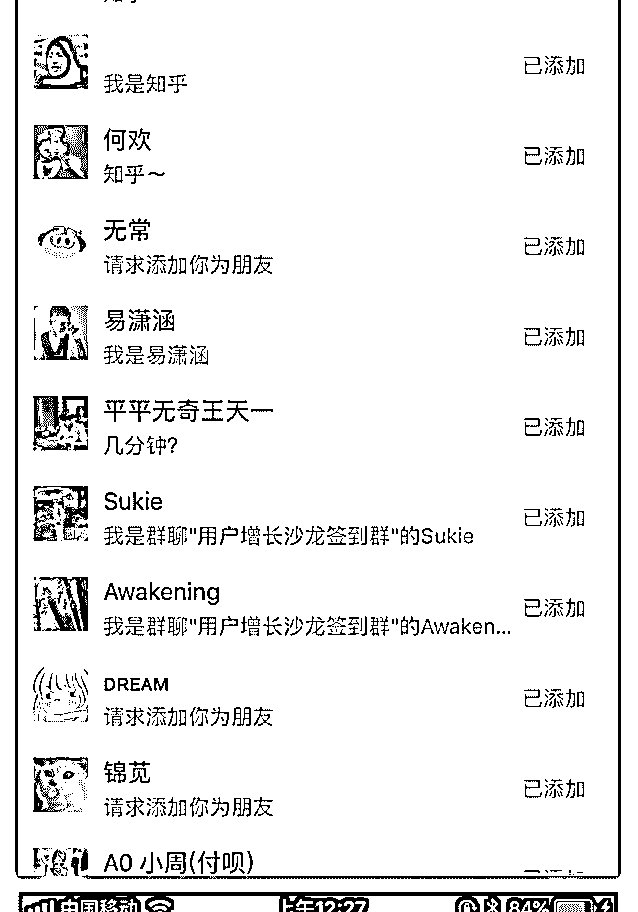 我是知乎
已添加
何欢
知乎～
已添加
无常
请求添加你为朋友
已添加
易潇涵
我是易潇涵
已添加
平平无奇王天一
几分钟?
已添加
Sukie
我是群聊"用户增长沙龙签到群"的Sukie
已添加
Awakening
我是群聊"用户增长沙龙签到群"的Awaken...
已添加
DREAM
请求添加你为朋友
已添加
锦苋
请求添加你为朋友
已添加
A0 小周(付呗)
中国移动 上午12:27 84%